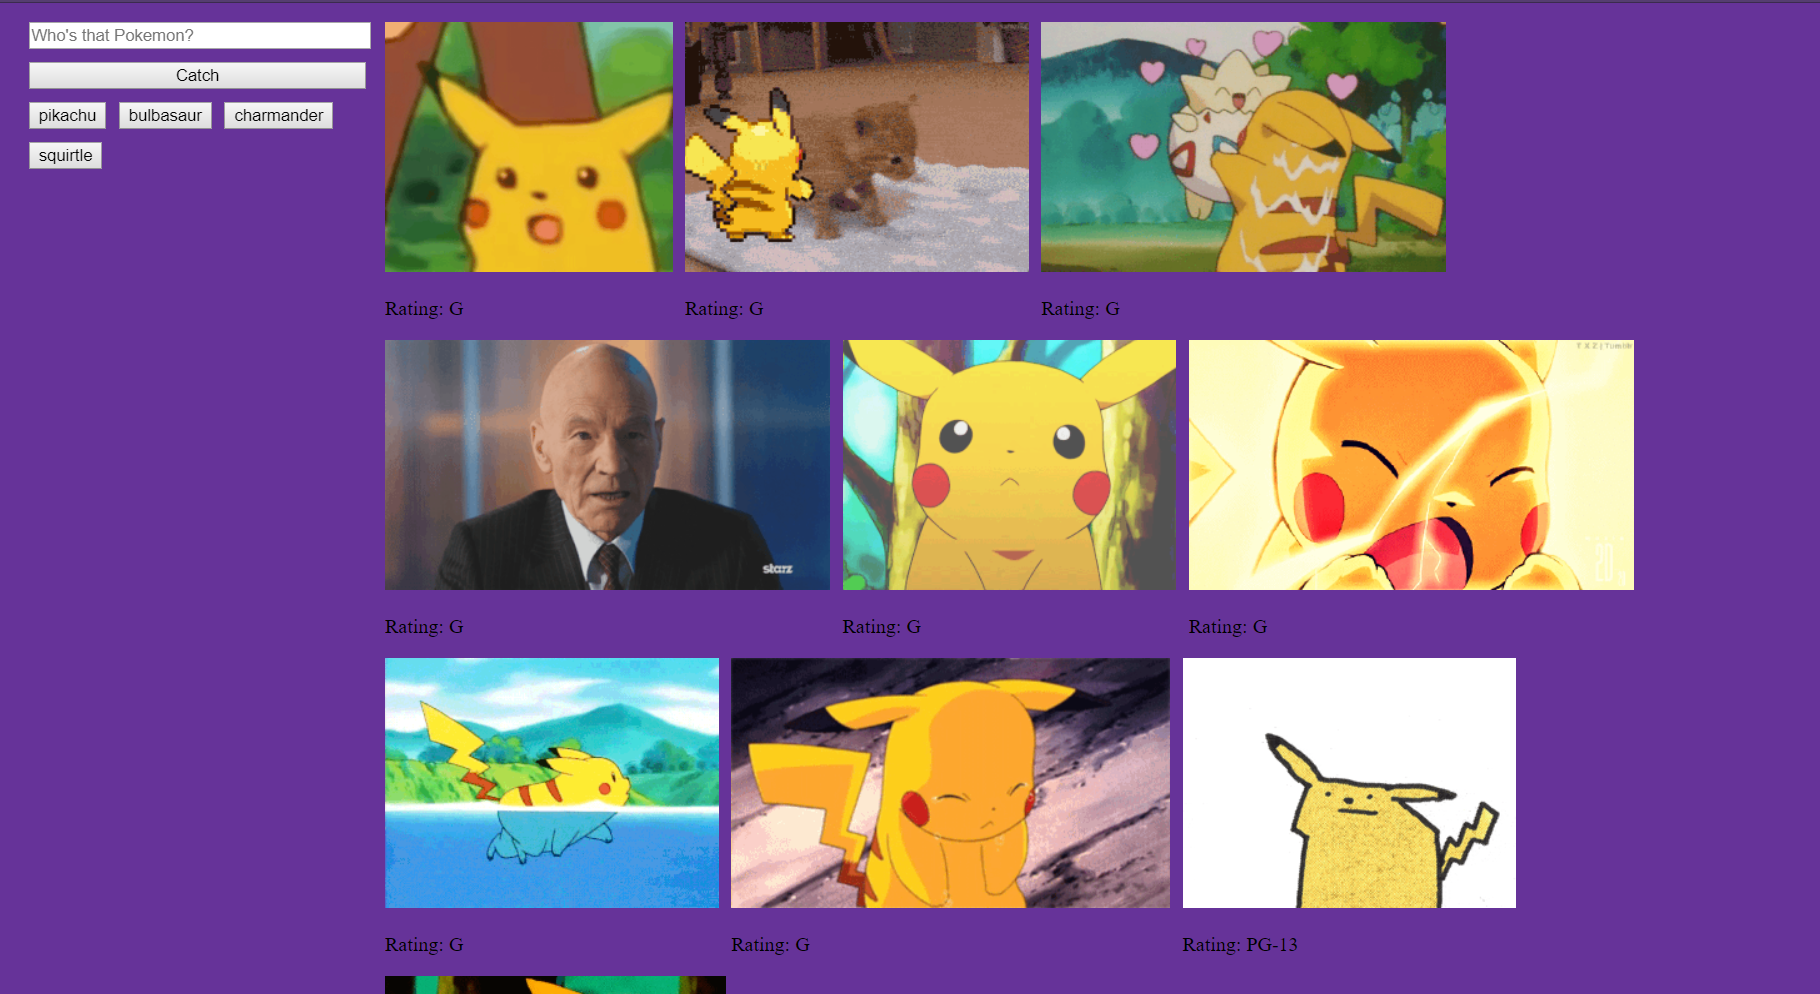 Who's that Pokemon?
Catch
pikachu bulbasaur charmander
squirtle
Rating: G Rating: G Rating: G
starz
Rating: G Rating: G Rating: G
Rating: G Rating: G Rating: PG-13